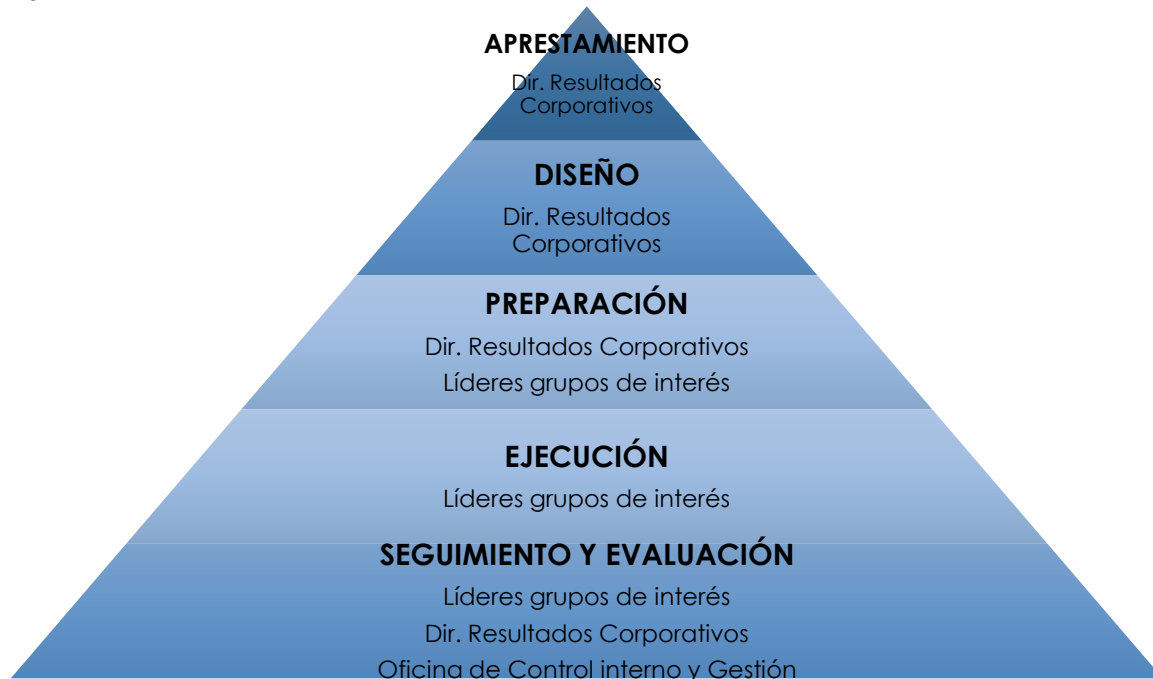 APRESTAMIENTO
Dir. Resultados
Corporativos
DISEÑO
Dir. Resultados
Corporativos
PREPARACIÓN
Dir. Resultados Corporativos
Líderes grupos de interés
EJECUCIÓN
Líderes grupos de interés
SEGUIMIENTO Y EVALUACIÓN
Líderes grupos de interés
Dir. Resultados Corporativos
Oficina de Control interno y Gestión